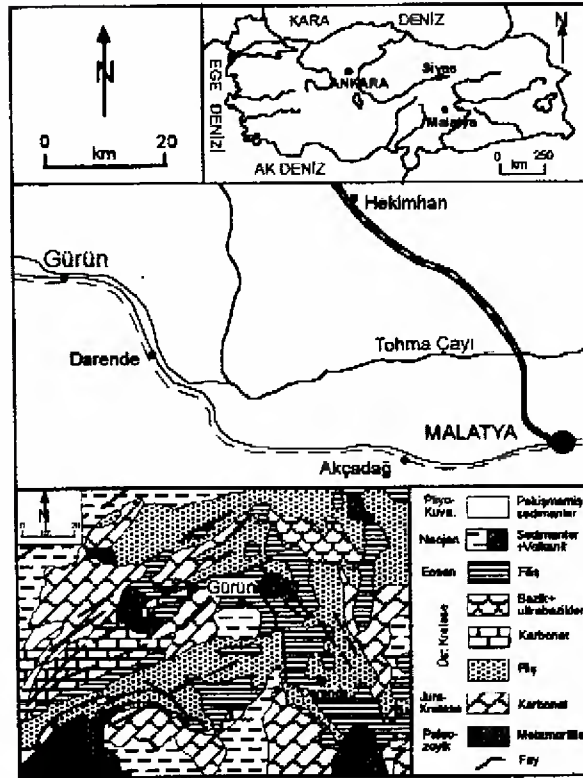 N
0 20
km
KARA DENİZ
EGE DENİZİ
ANKARA
Sivas
Malatya
AK DENİZ
N
0 250
km
Hekimhan
Gürün
Darende
Tohma Çayı
MALATYA
Akçadağ
N
Gürün
Pliyo-
Kuva.
Pekişmemiş
sedimanlar
Neojen
Sedimanter
+Volkanit
Eosen
Filiş
Üst Kretase
Bazik+
ultrabazikler
Karbonat
Filiş
Jura-
Kretase
Karbonat
Paleo-
zoyik
Metamorfitler
Fay